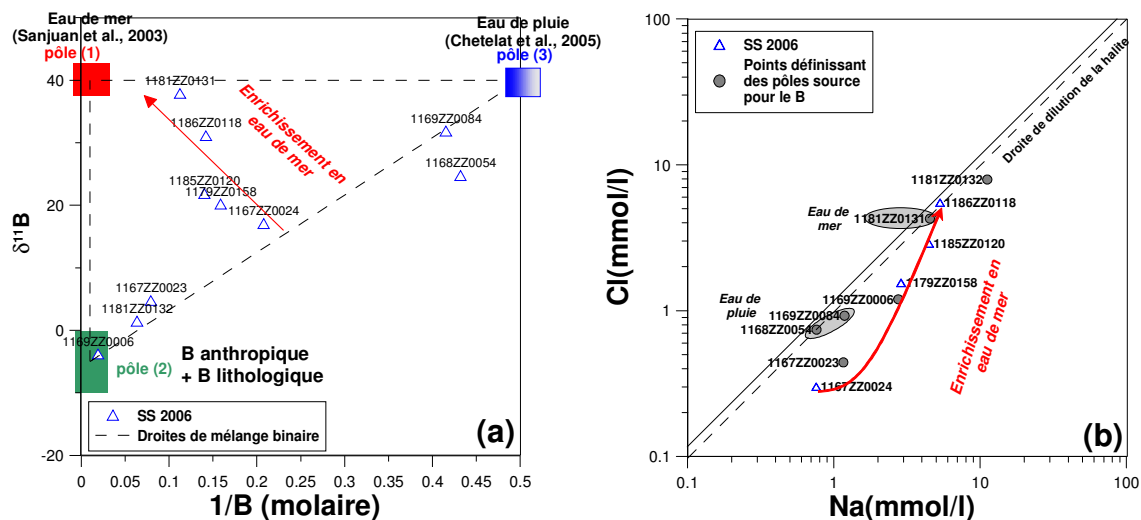 Eau de mer
(Sanjuan et al., 2003)
pôle (1)
Eau de pluie
(Chetelat et al., 2005)
pôle (3)
40
20
0
-20
δ11B
1181ZZ0131
1186ZZ0118
1185ZZ0120
1179ZZ0158
1167ZZ0024
1169ZZ0084
1168ZZ0054
1167ZZ0023
1181ZZ0132
1169ZZ0006
Enrichissement en
eau de mer
pôle (2)
B anthropique
+ B lithologique
SS 2006
Droites de mélange binaire
(a)
0 0.05 0.1 0.15 0.2 0.25 0.3 0.35 0.4 0.45 0.5
1/B (molaire)
100
10
1
0.1
Cl(mmol/l)
SS 2006
Points définissant
des pôles source
pour le B
Droite de dilution de la halite
1181ZZ0132
1186ZZ0118
1181ZZ0131
Eau de
mer
1185ZZ0120
1179ZZ0158
1169ZZ0006
Eau de
pluie
1169ZZ0084
1168ZZ0054
1167ZZ0023
1167ZZ0024
Enrichissement en
eau de mer
(b)
0.1 1 10 100
Na(mmol/l)